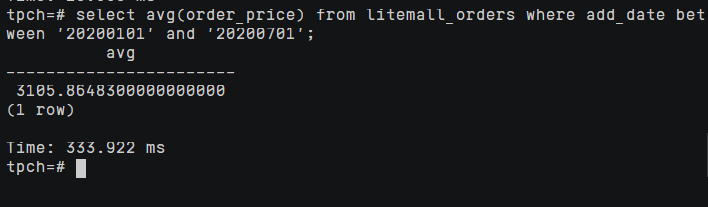 tpch=# select avg(order_price) from litemall_orders where add_date bet
ween '20200101' and '20200701';
avg
-----------------------
3105.8648300000000000
(1 row)
Time: 333.922 ms
tpch=#